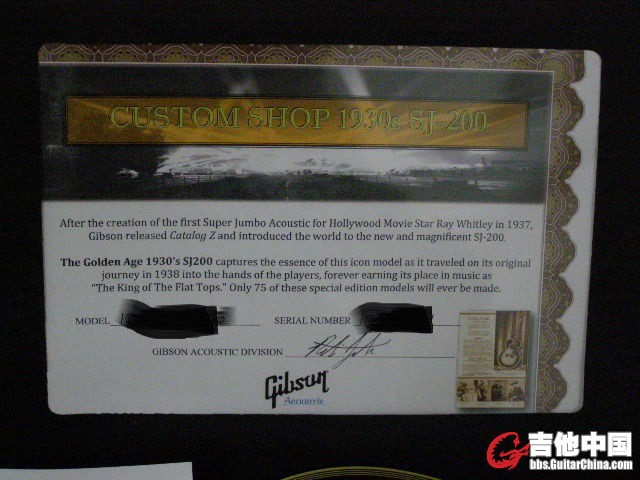 CUSTOM SHOP 1930s SJ-200
After the creation of the first Super Jumbo Acoustic for Hollywood Movie Star Ray Whitley in 1937,
Gibson released Catalog Z and introduced the world to the new and magnificent SJ-200.
The Golden Age 1930's SJ200 captures the essence of this icon model as it traveled on its original
journey in 1938 into the hands of the players, forever earning its place in music as
"The King of The Flat Tops." Only 75 of these special edition models will ever be made.
MODEL SERIAL NUMBER
GIBSON ACOUSTIC DIVISION
Gibson
Acoustic
吉他中国
bbs.GuitarChina.com